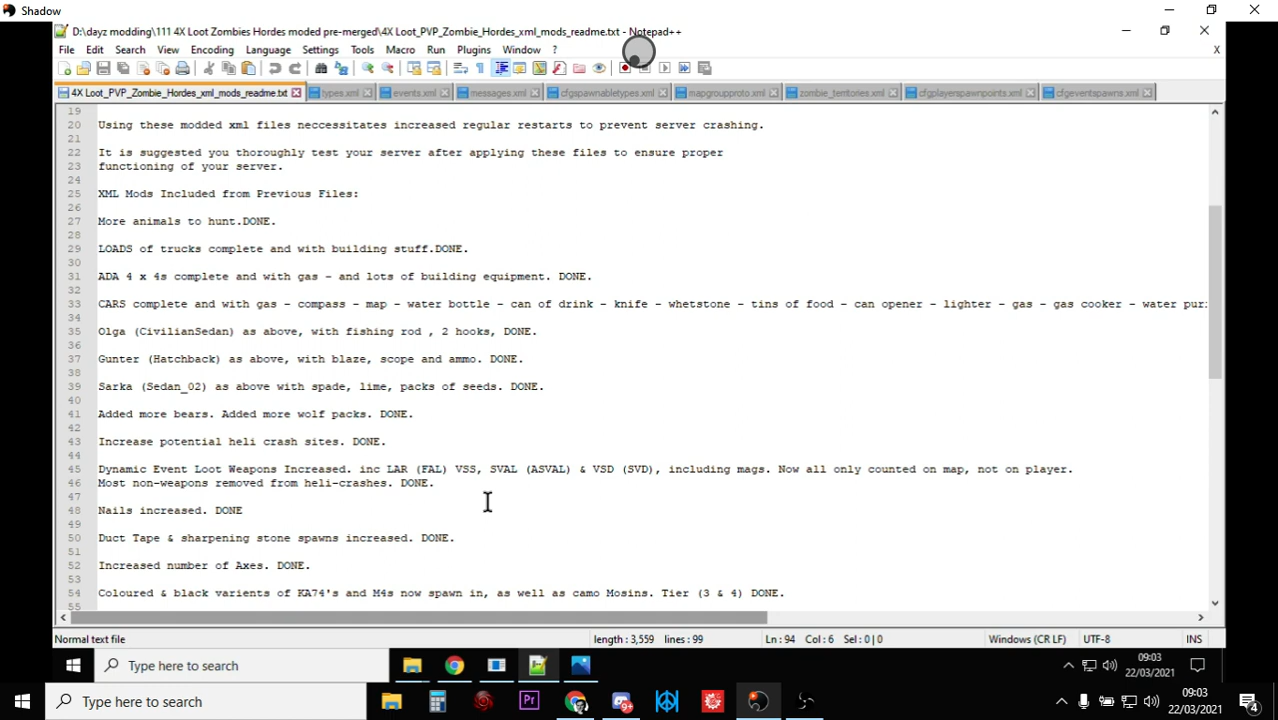 Shadow
D:\dayz modding\111 4X Loot Zombies Hordes moded pre-merged\4X Loot_PVP_Zombie_Hordes_xml_mods_readme.txt - Notepad++
File Edit Search View Encoding Language Settings Tools Macro Run Plugins Window ? X
4X Loot_PVP_Zombie_Hordes_xml_mods_readme.txt types.xml events.xml messages.xml cfgspawnabletypes.xml mapgroupproto.xml zombie_territories.xml cfgplayerspawnpoints.xml cfgeventspawns.xml
19
20 Using these modded xml files neccessitates increased regular restarts to prevent server crashing.
21
22 It is suggested you thoroughly test your server after applying these files to ensure proper
23 functioning of your server.
24
25 XML Mods Included from Previous Files:
26
27 More animals to hunt.DONE.
28
29 LOADS of trucks complete and with building stuff.DONE.
30
31 ADA 4 x 4s complete and with gas - and lots of building equipment. DONE.
32
33 CARS complete and with gas - compass - map - water bottle - can of drink - knife - whetstone - tins of food - can opener - lighter - gas - gas cooker - water pur
34
35 Olga (CivilianSedan) as above, with fishing rod , 2 hooks, DONE.
36
37 Gunter (Hatchback) as above, with blaze, scope and ammo. DONE.
38
39 Sarka (Sedan_02) as above with spade, lime, packs of seeds. DONE.
40
41 Added more bears. Added more wolf packs. DONE.
42
43 Increase potential heli crash sites. DONE.
44
45 Dynamic Event Loot Weapons Increased. inc LAR (FAL) VSS, SVAL (ASVAL) & VSD (SVD), including mags. Now all only counted on map, not on player.
46 Most non-weapons removed from heli-crashes. DONE.
47
48 Nails increased. DONE
49
50 Duct Tape & sharpening stone spawns increased. DONE.
51
52 Increased number of Axes. DONE.
53
54 Coloured & black varients of KA74's and M4s now spawn in, as well as camo Mosins. Tier (3 & 4) DONE.
55
Normal text file length : 3,559 lines : 99 Ln : 94 Col : 6 Sel : 0 | 0 Windows (CR LF) UTF-8 INS
Type here to search 09:03
22/03/2021
Type here to search Pr 9+ 09:03
22/03/2021 4